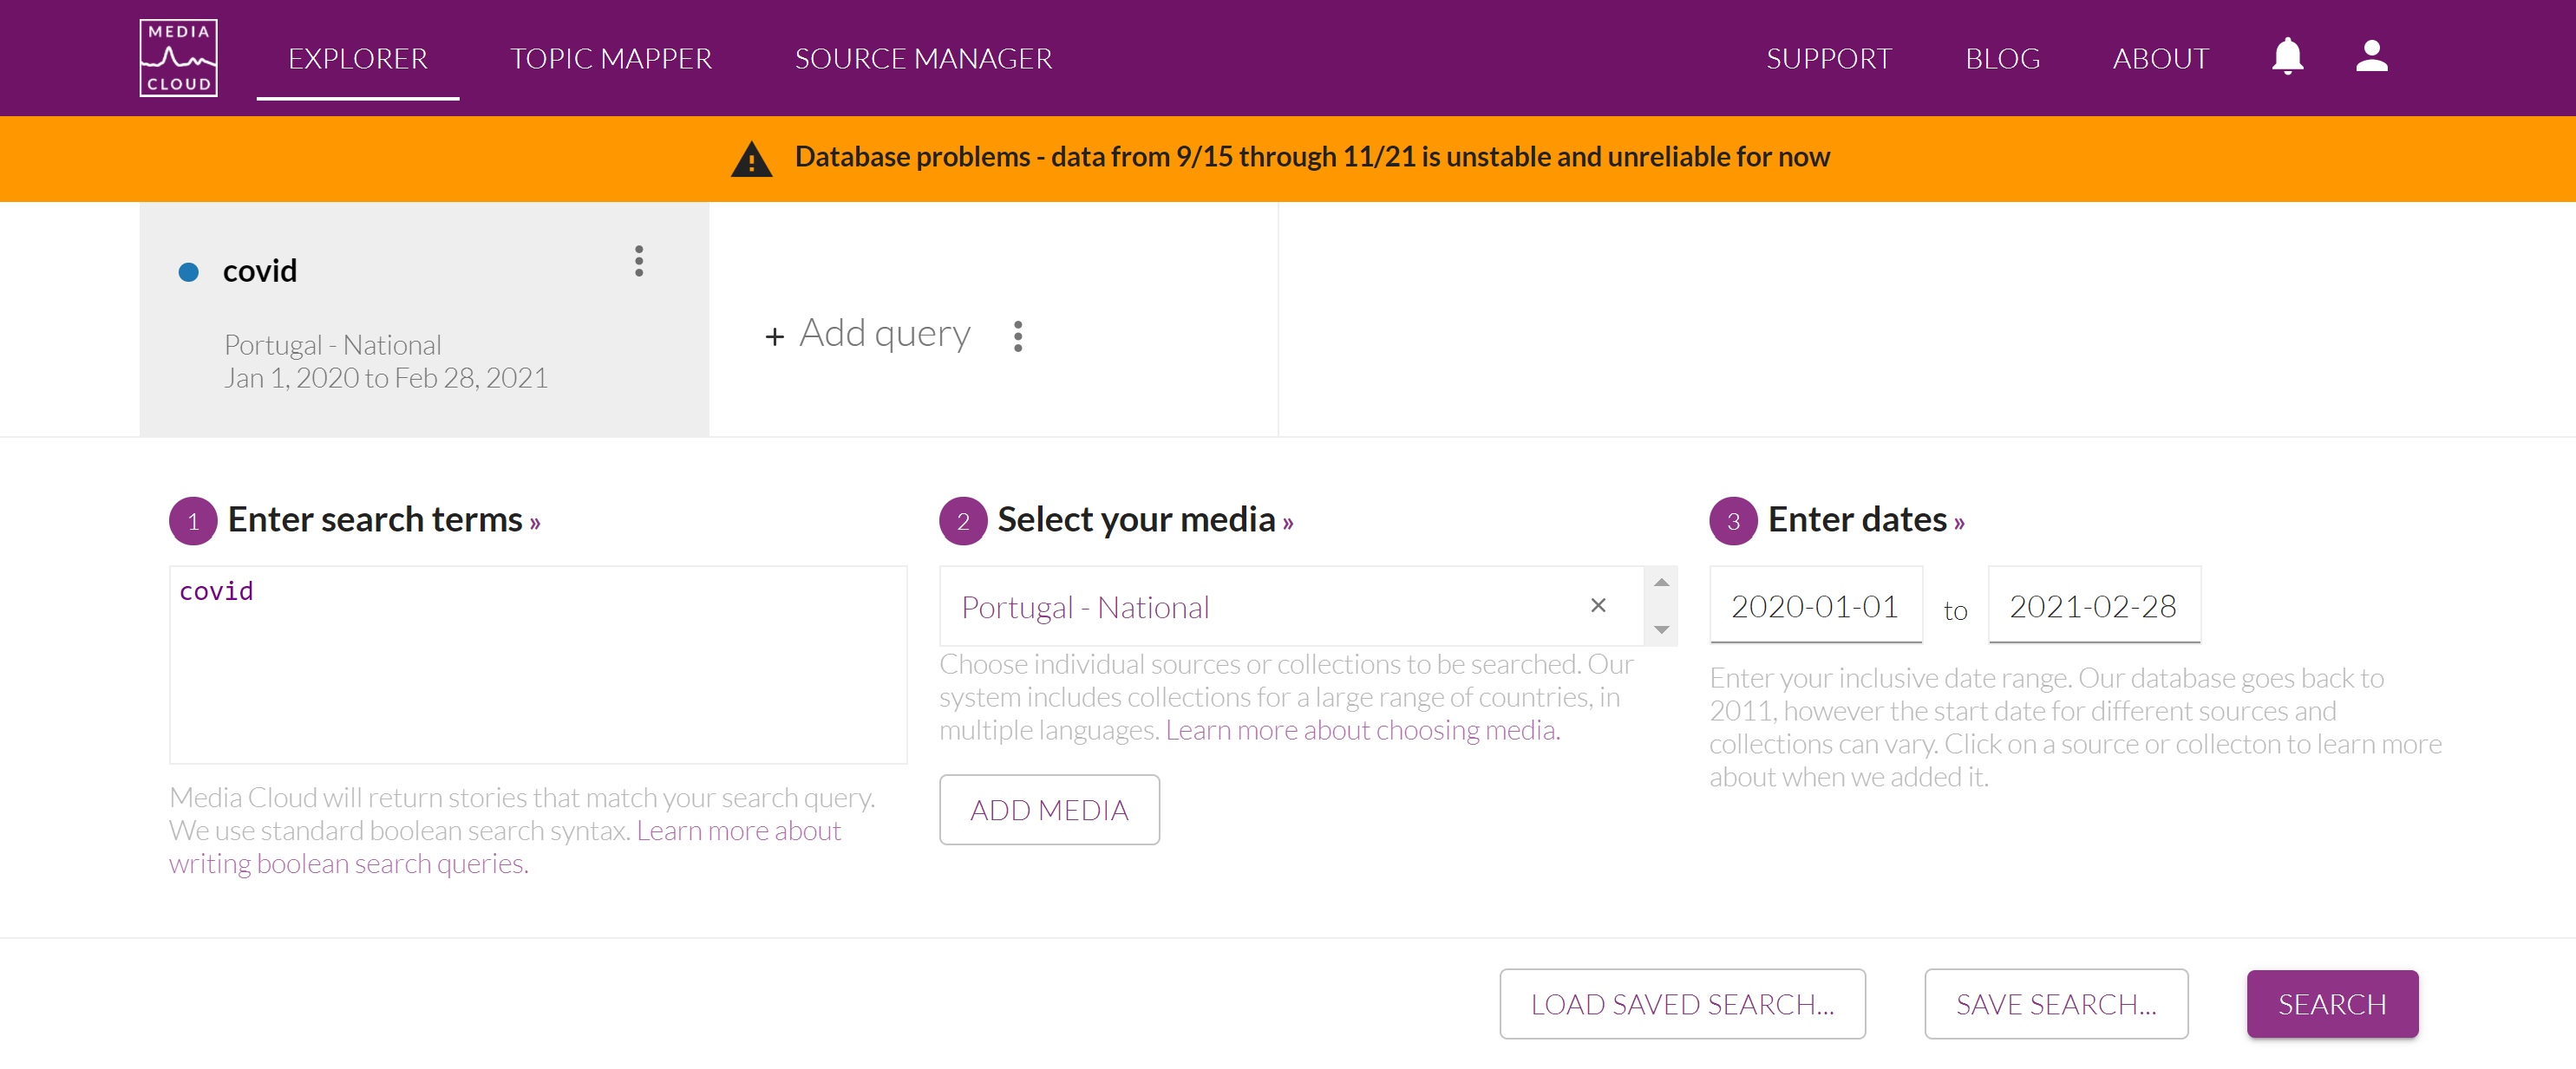 MEDIA
CLOUD
EXPLORER
TOPIC MAPPER
SOURCE MANAGER
SUPPORT
BLOG
ABOUT
Database problems - data from 9/15 through 11/21 is unstable and unreliable for now
covid
Portugal - National
Jan 1, 2020 to Feb 28, 2021
+ Add query
1 Enter search terms »
covid
Media Cloud will return stories that match your search query.
We use standard boolean search syntax. Learn more about
writing boolean search queries.
2 Select your media »
Portugal - National ×
Choose individual sources or collections to be searched. Our
system includes collections for a large range of countries, in
multiple languages. Learn more about choosing media.
ADD MEDIA
3 Enter dates »
2020-01-01 to 2021-02-28
Enter your inclusive date range. Our database goes back to
2011, however the start date for different sources and
collections can vary. Click on a source or collecton to learn more
about when we added it.
LOAD SAVED SEARCH...
SAVE SEARCH...
SEARCH